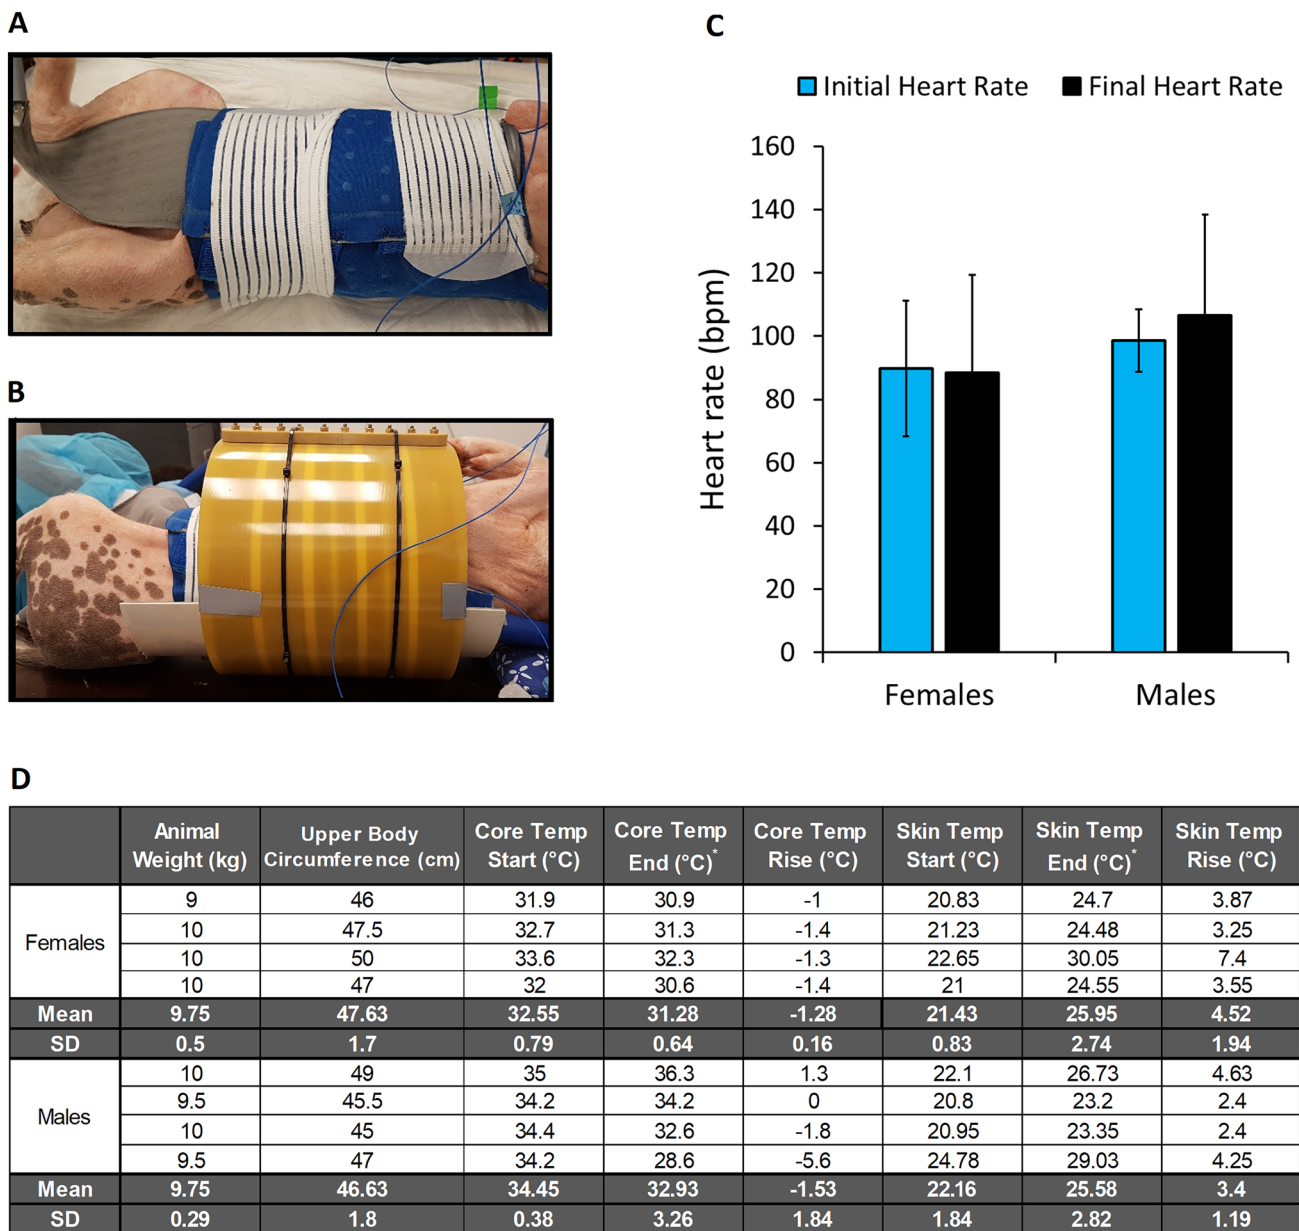 A
B
C
Initial Heart Rate Final Heart Rate
Heart rate (bpm)
160
140
120
100
80
60
40
20
0
Females Males
D
Animal Weight (kg) Upper Body Circumference (cm) Core Temp Start (°C) Core Temp End (°C)* Core Temp Rise (°C) Skin Temp Start (°C) Skin Temp End (°C)* Skin Temp Rise (°C)
Females
9 46 31.9 30.9 -1 20.83 24.7 3.87
10 47.5 32.7 31.3 -1.4 21.23 24.48 3.25
10 50 33.6 32.3 -1.3 22.65 30.05 7.4
10 47 32 30.6 -1.4 21 24.55 3.55
Mean 9.75 47.63 32.55 31.28 -1.28 21.43 25.95 4.52
SD 0.5 1.7 0.79 0.64 0.16 0.83 2.74 1.94
Males
10 49 35 36.3 1.3 22.1 26.73 4.63
9.5 45.5 34.2 34.2 0 20.8 23.2 2.4
10 45 34.4 32.6 -1.8 20.95 23.35 2.4
9.5 47 34.2 28.6 -5.6 24.78 29.03 4.25
Mean 9.75 46.63 34.45 32.93 -1.53 22.16 25.58 3.4
SD 0.29 1.8 0.38 3.26 1.84 1.84 2.82 1.19